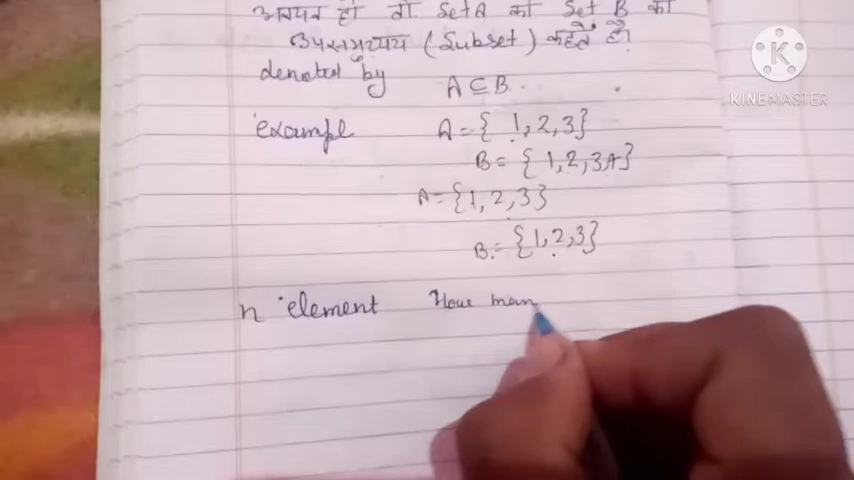 अवयव हो तो Set A को Set B का
उपसमुच्चय (Subset) कहते है।
denoted by A ⊆ B.
example A = { 1, 2, 3 }
B = { 1, 2, 3, 4 }
A = { 1, 2, 3 }
B = { 1, 2, 3 }
n element How man
KINEMASTER